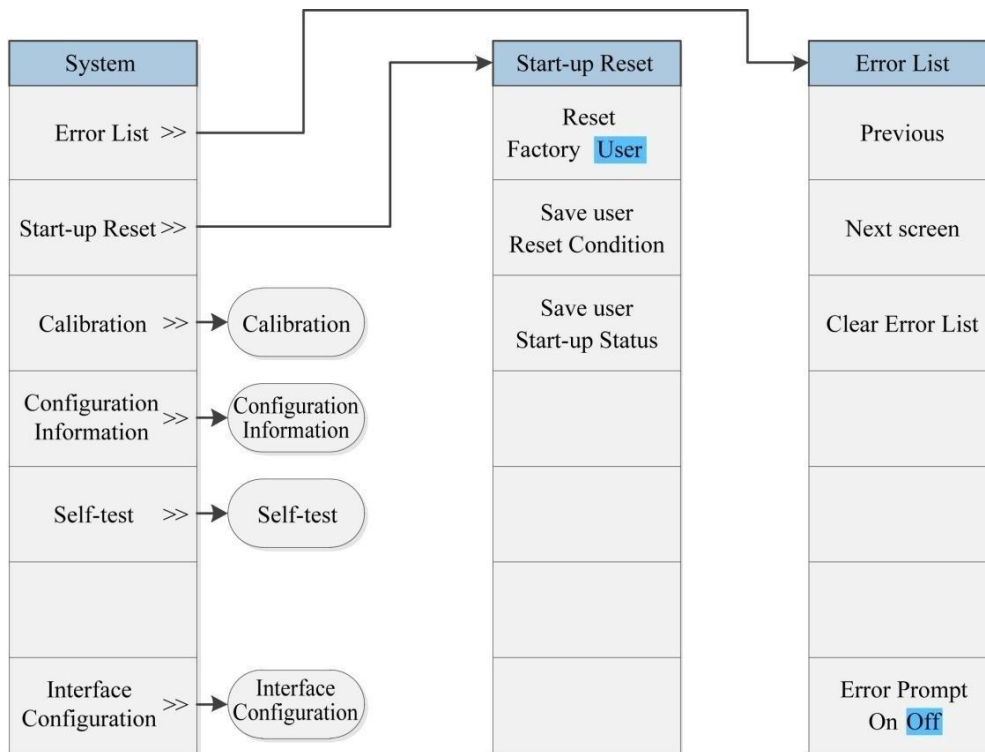 System
Error List >>
Start-up Reset >>
Calibration >>
Calibration
Configuration
Information >>
Configuration
Information
Self-test >>
Self-test
Interface
Configuration >>
Interface
Configuration
Start-up Reset
Reset
Factory User
Save user
Reset Condition
Save user
Start-up Status
Error List
Previous
Next screen
Clear Error List
Error Prompt
On Off